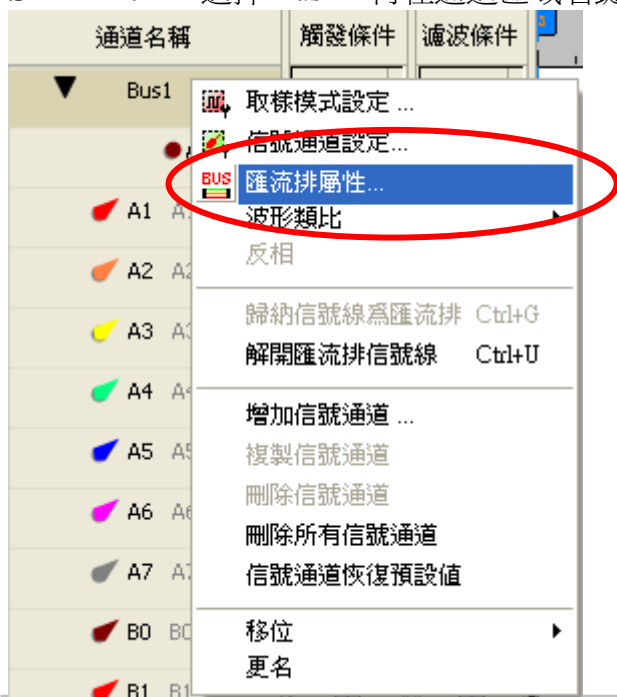 通道名稱 觸發條件 濾波條件
Bus1
取樣模式設定 ...
信號通道設定...
BUS 匯流排屬性...
A1 波形類比
反相
A2
歸納信號線為匯流排 Ctrl+G
A3
解開匯流排信號線 Ctrl+U
A4
增加信號通道 ...
A5 A5 複製信號通道
刪除信號通道
A6
刪除所有信號通道
A7 信號通道恢復預設值
B0 移位
更名
B1 B1